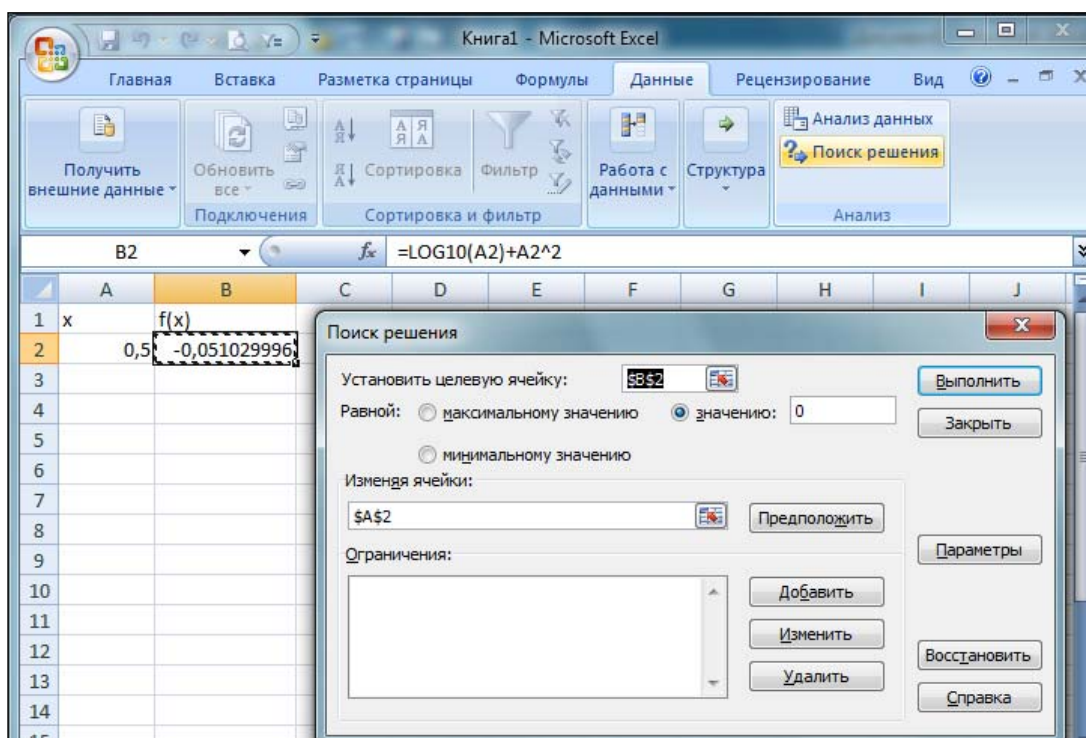 Книга1 - Microsoft Excel
Главная Вставка Разметка страницы Формулы Данные Рецензирование Вид
Получить внешние данные
Обновить все
Подключения
А Я
Я А
А Я
Я А
Сортировка
Фильтр
Сортировка и фильтр
Работа с данными
Структура
Анализ данных
Поиск решения
Анализ
B2 fx =LOG10(A2)+A2^2
A B C D E F G H I J
1 x f(x)
2 0,5 -0,051029996
3
4
5
6
7
8
9
10
11
12
13
14
15
Поиск решения
Установить целевую ячейку: $B$2 Выполнить
Равной: максимальному значению значению: 0 Закрыть
минимальному значению
Изменяя ячейки:
$A$2 Предположить
Ограничения: Параметры
Добавить
Изменить
Восстановить
Удалить
Справка